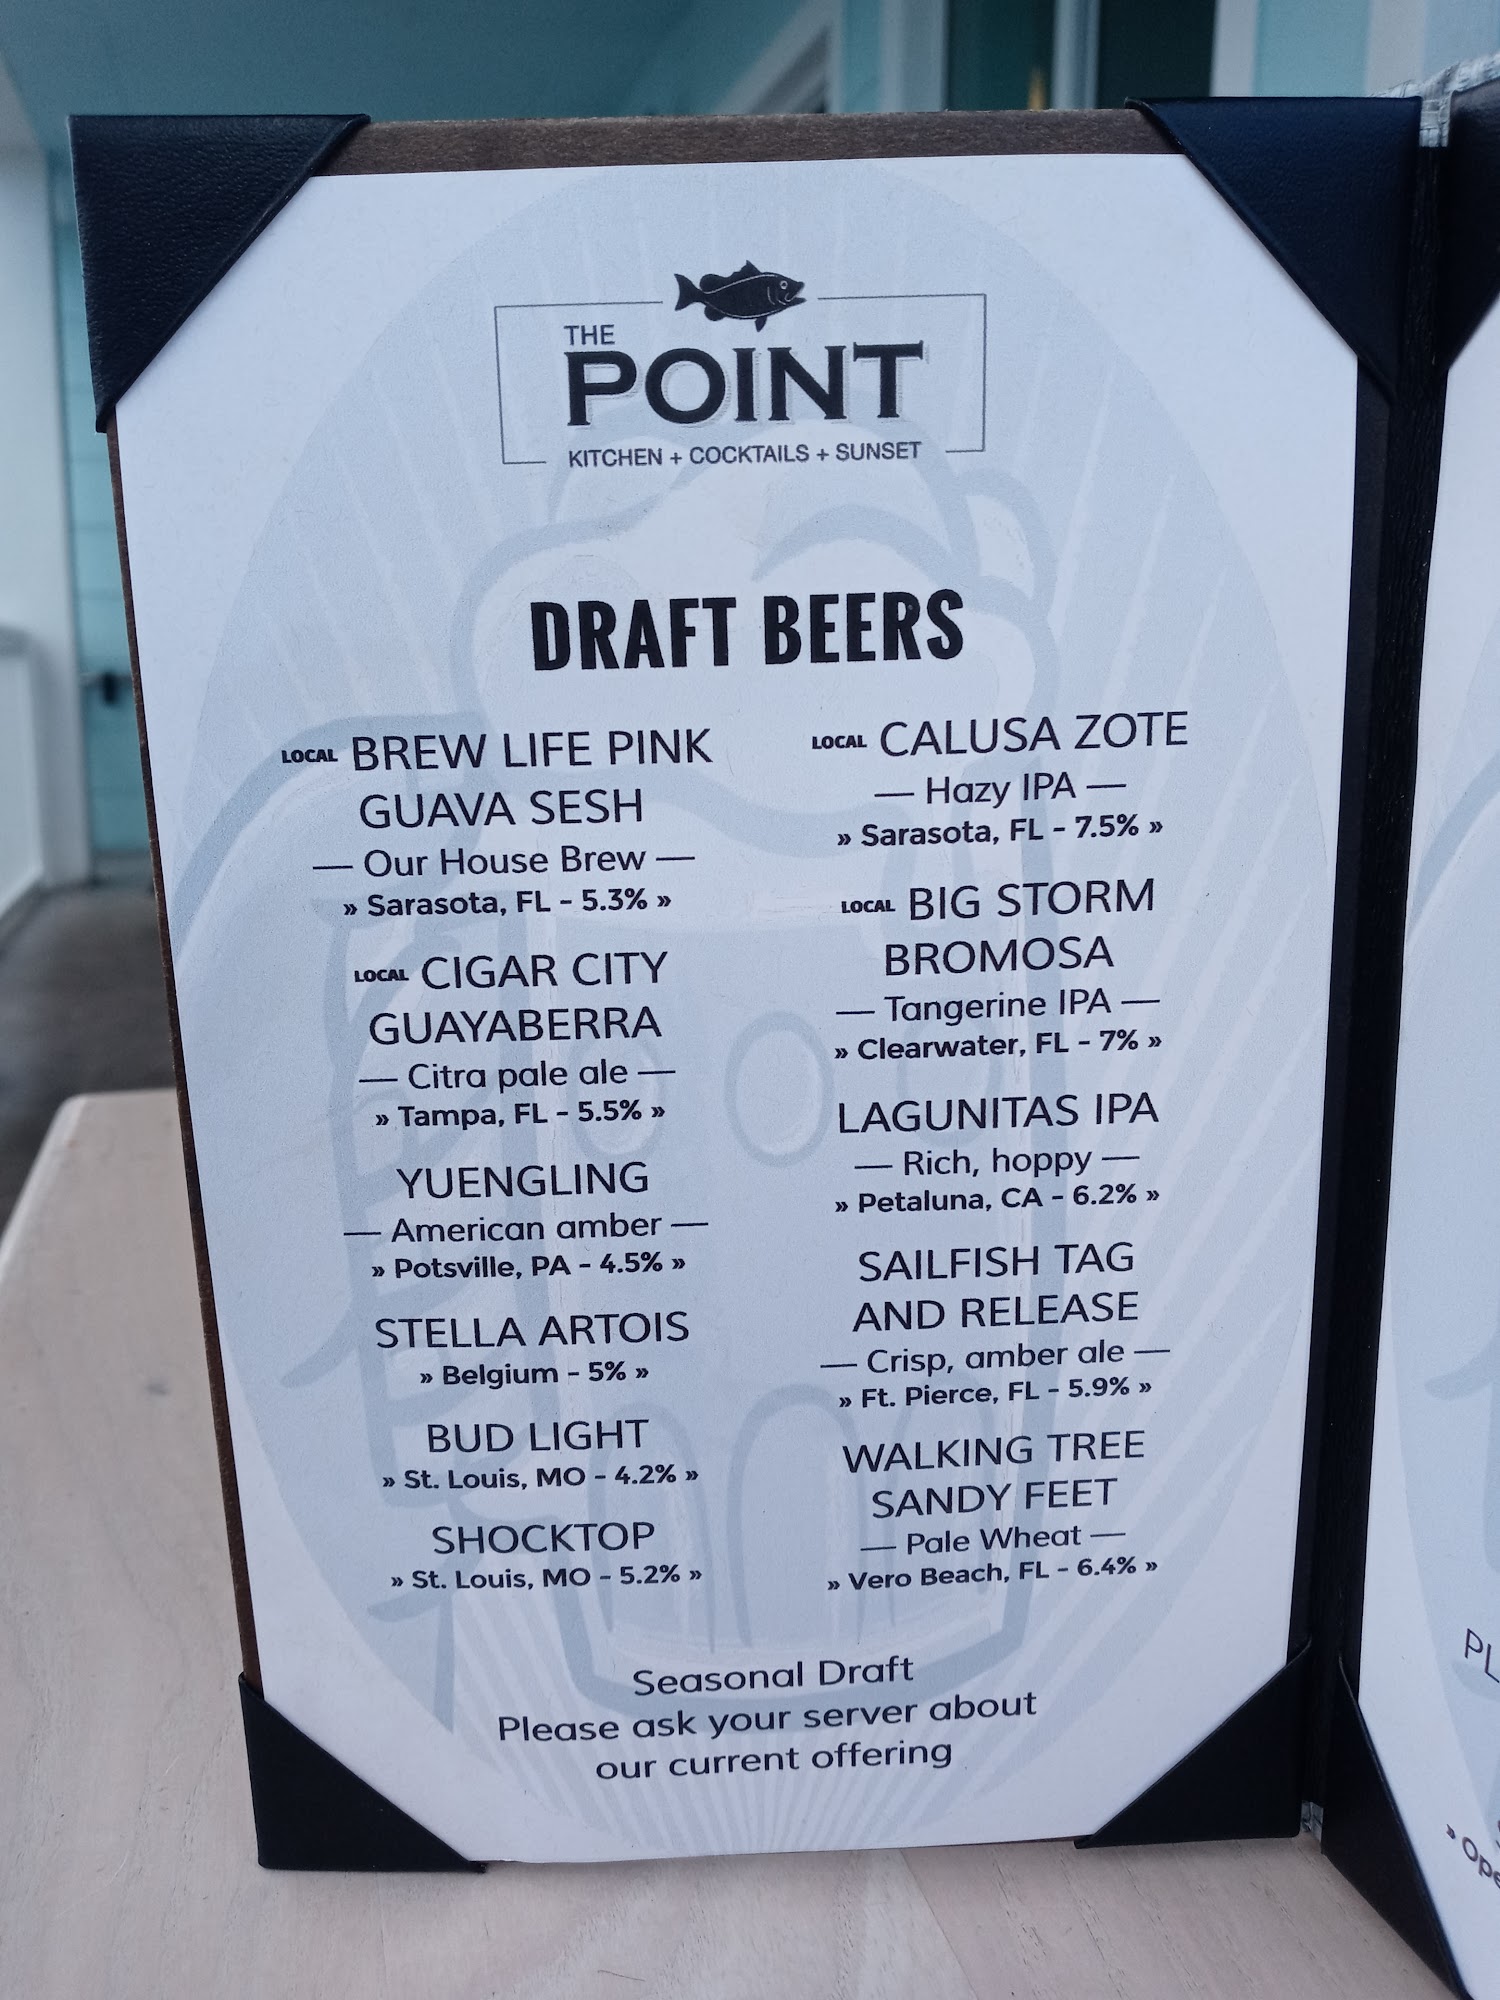 THE
POINT
KITCHEN + COCKTAILS + SUNSET
DRAFT BEERS
LOCAL BREW LIFE PINK
GUAVA SESH
— Our House Brew —
» Sarasota, FL - 5.3% »
LOCAL CIGAR CITY
GUAYABERRA
— Citra pale ale —
» Tampa, FL - 5.5% »
YUENGLING
— American amber —
» Potsville, PA - 4.5% »
STELLA ARTOIS
» Belgium - 5% »
BUD LIGHT
» St. Louis, MO - 4.2% »
SHOCKTOP
» St. Louis, MO - 5.2% »
LOCAL CALUSA ZOTE
— Hazy IPA —
» Sarasota, FL - 7.5% »
LOCAL BIG STORM
BROMOSA
— Tangerine IPA —
» Clearwater, FL - 7% »
LAGUNITAS IPA
— Rich, hoppy —
» Petaluna, CA - 6.2% »
SAILFISH TAG
AND RELEASE
— Crisp, amber ale —
» Ft. Pierce, FL - 5.9% »
WALKING TREE
SANDY FEET
— Pale Wheat —
» Vero Beach, FL - 6.4% »
Seasonal Draft
Please ask your server about
our current offering